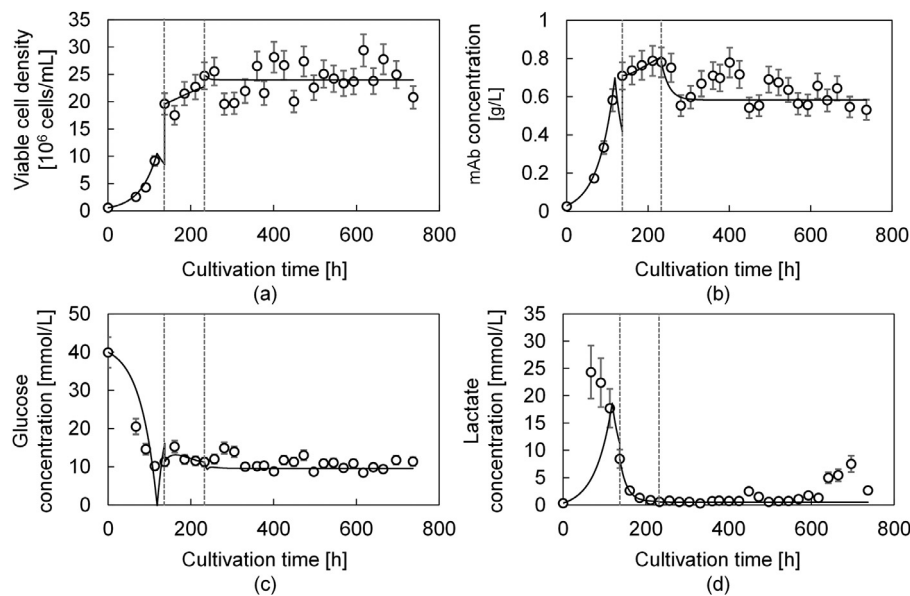 Viable cell density
[10⁶ cells/mL]
35
30
25
20
15
10
5
0
0 200 400 600 800
Cultivation time [h]
(a)
mAb concentration
[g/L]
1
0.8
0.6
0.4
0.2
0
0 200 400 600 800
Cultivation time [h]
(b)
Glucose
concentration [mmol/L]
50
40
30
20
10
0
0 200 400 600 800
Cultivation time [h]
(c)
Lactate
concentration [mmol/L]
35
30
25
20
15
10
5
0
0 200 400 600 800
Cultivation time [h]
(d)